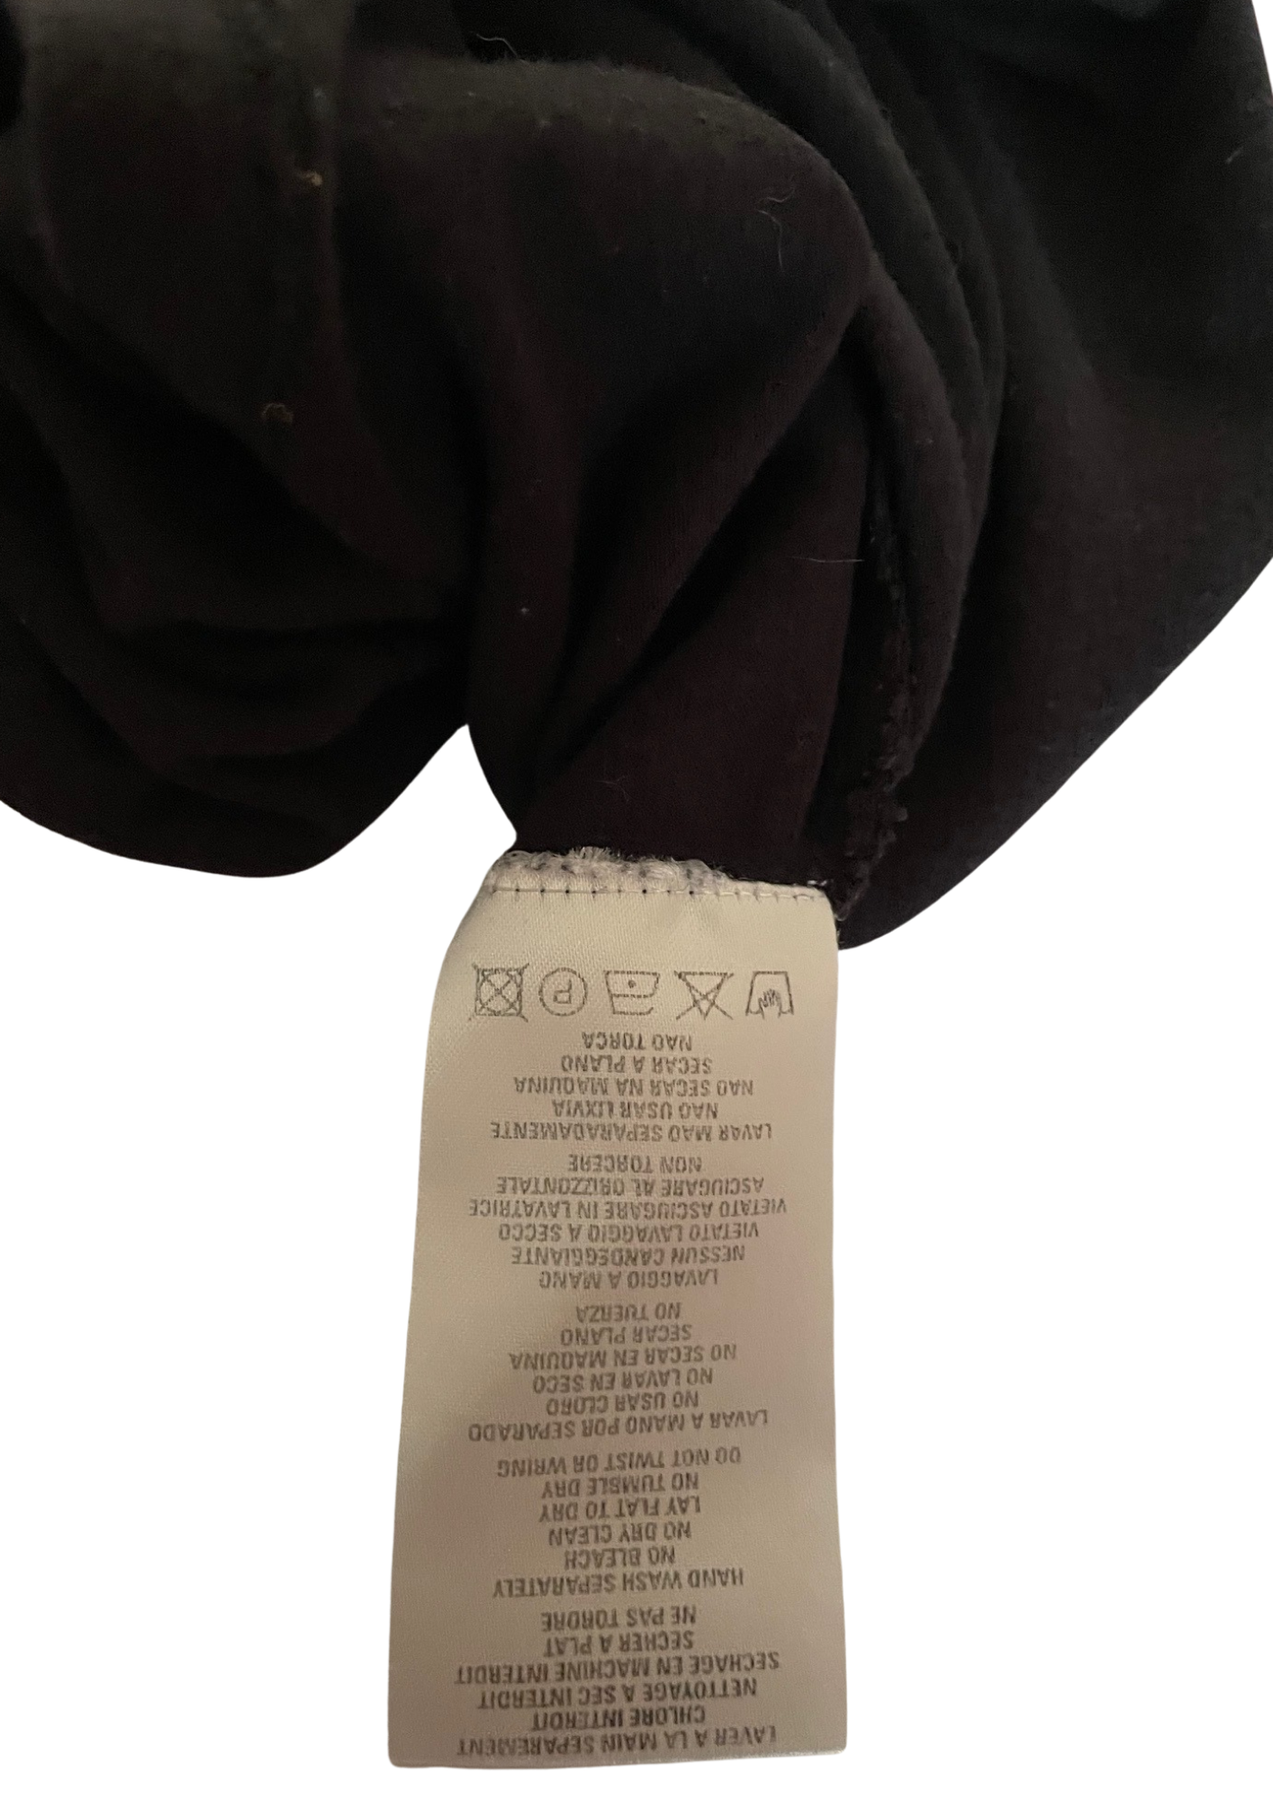 LAVER A LA MAIN SEPAREMENT
CHLORE INTERDIT
NETTOYAGE A SEC INTERDIT
SECHAGE EN MACHINE INTERDIT
SECHER A PLAT
NE PAS TORDRE
HAND WASH SEPARATELY
NO BLEACH
NO DRY CLEAN
LAY FLAT TO DRY
NO TUMBLE DRY
DO NOT TWIST OR WRING
LAVAR A MANO POR SEPARADO
NO USAR CLORO
NO LAVAR EN SECO
NO SECAR EN MAQUINA
SECAR PLANO
NO TUERZA
LAVAGGIO A MANO
NESSUN CANDEGGIANTE
VIETATO LAVAGGIO A SECCO
VIETATO ASCIUGARE IN LAVATRICE
ASCIUGARE AL ORIZZONTALE
NON TORCERE
LAVAR MAO SEPARADAMENTE
NAO USAR LIXVIA
NAO SECAR NA MAQUINA
SECAR A PLANO
NAO TORCA
P